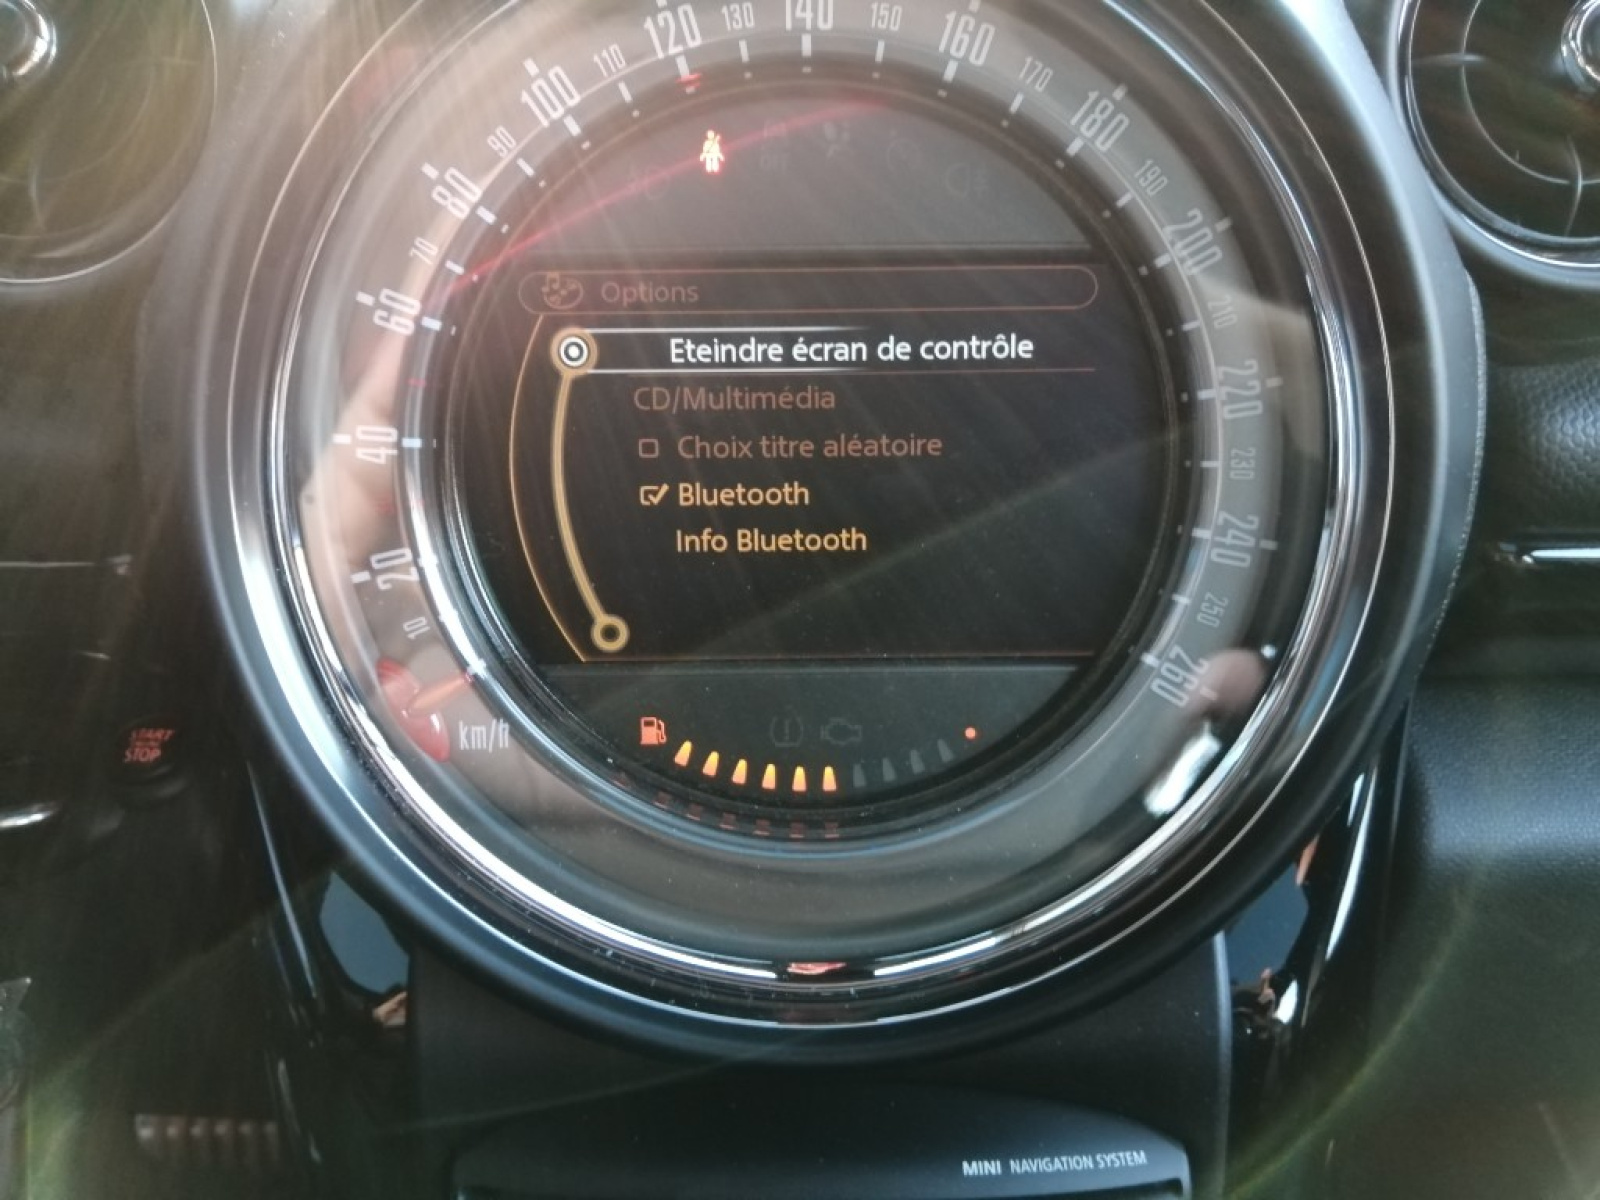 10
20
40
60
70
80
90
100
110
120
130
140
150
160
170
180
190
200
210
220
230
240
250
260
km/h
Options
Eteindre écran de contrôle
CD/Multimédia
Choix titre aléatoire
Bluetooth
Info Bluetooth
START
STOP
MINI NAVIGATION SYSTEM